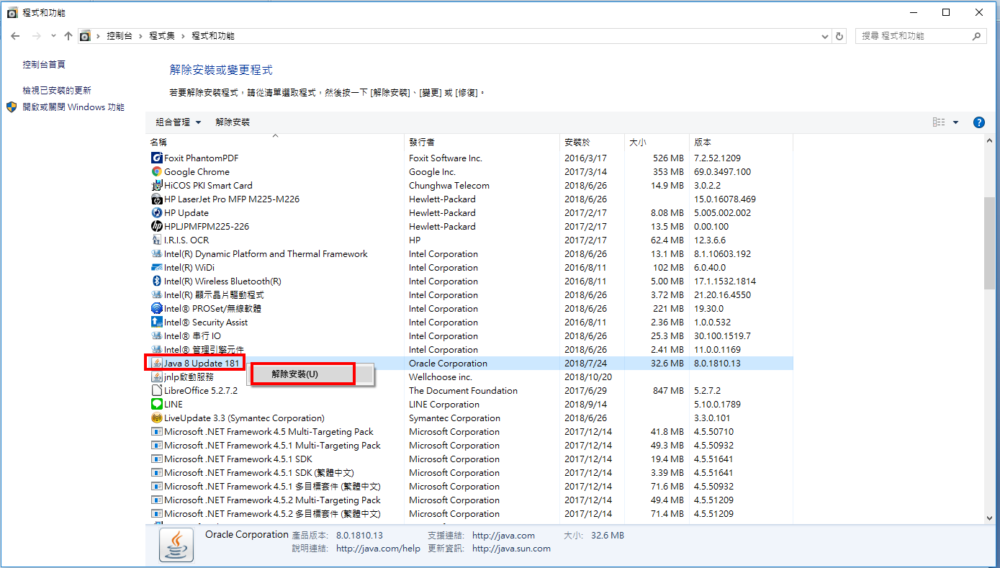 程式和功能
控制台 程式集 程式和功能
搜尋 程式和功能
控制台首頁
檢視已安裝的更新
開啟或關閉 Windows 功能
解除安裝或變更程式
若要解除安裝程式，請從清單選取程式，然後按一下 [解除安裝]、[變更] 或 [修復]。
組合管理 解除安裝
名稱 發行者 安裝於 大小 版本
Foxit PhantomPDF Foxit Software Inc. 2016/3/17 526 MB 7.2.52.1209
Google Chrome Google Inc. 2017/3/14 353 MB 69.0.3497.100
HiCOS PKI Smart Card Chunghwa Telecom 2018/6/26 14.9 MB 3.0.2.2
HP LaserJet Pro MFP M225-M226 Hewlett-Packard 2018/6/26 15.0.16078.469
HP Update Hewlett-Packard 2017/2/17 8.08 MB 5.005.002.002
HPLJPMFPM225-226 Hewlett-Packard 2017/2/17 13.5 MB 0.00.100
I.R.I.S. OCR HP 2017/2/17 62.4 MB 12.3.6.6
Intel(R) Dynamic Platform and Thermal Framework Intel Corporation 2018/6/26 13.1 MB 8.1.10603.192
Intel(R) WiDi Intel Corporation 2016/8/11 102 MB 6.0.40.0
Intel(R) Wireless Bluetooth(R) Intel Corporation 2016/8/11 5.00 MB 17.1.1532.1814
Intel(R) 顯示晶片驅動程式 Intel Corporation 2018/6/26 3.72 MB 21.20.16.4550
Intel® PROSet/無線軟體 Intel Corporation 2018/6/26 221 MB 19.30.0
Intel® Security Assist Intel Corporation 2016/8/11 2.36 MB 1.0.0.532
Intel® 串行 IO Intel Corporation 2018/6/26 25.3 MB 30.100.1519.7
Intel® 管理引擎元件 Intel Corporation 2018/6/26 2.41 MB 11.0.0.1169
Java 8 Update 181 Oracle Corporation 2018/7/24 32.6 MB 8.0.1810.13
解除安裝(U)
jnlp啟動服務 Wellchoose inc. 2018/10/20
LibreOffice 5.2.7.2 The Document Foundation 2017/6/29 847 MB 5.2.7.2
LINE LINE Corporation 2018/9/14 5.10.0.1789
LiveUpdate 3.3 (Symantec Corporation) Symantec Corporation 2018/6/26 3.3.0.101
Microsoft .NET Framework 4.5 Multi-Targeting Pack Microsoft Corporation 2017/12/14 41.8 MB 4.5.50710
Microsoft .NET Framework 4.5.1 Multi-Targeting Pack Microsoft Corporation 2017/12/14 49.3 MB 4.5.50932
Microsoft .NET Framework 4.5.1 SDK Microsoft Corporation 2017/12/14 19.4 MB 4.5.51641
Microsoft .NET Framework 4.5.1 SDK (繁體中文) Microsoft Corporation 2017/12/14 3.39 MB 4.5.51641
Microsoft .NET Framework 4.5.1 多目標套件 (繁體中文) Microsoft Corporation 2017/12/14 71.6 MB 4.5.50932
Microsoft .NET Framework 4.5.2 Multi-Targeting Pack Microsoft Corporation 2017/12/14 49.4 MB 4.5.51209
Microsoft .NET Framework 4.5.2 多目標套件 (繁體中文) Microsoft Corporation 2017/12/14 71.4 MB 4.5.51209
Oracle Corporation 產品版本: 8.0.1810.13 支援連結: http://java.com 大小: 32.6 MB
說明連結: http://java.com/help 更新資訊: http://java.sun.com